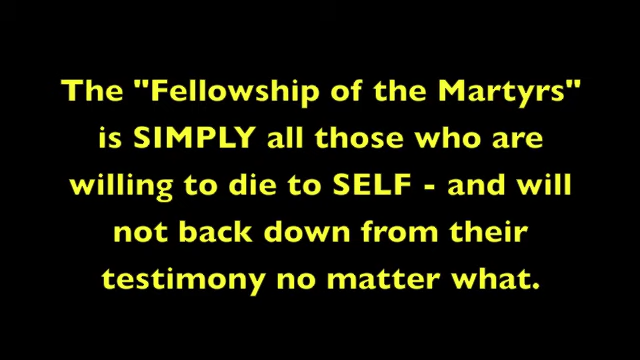 The "Fellowship of the Martyrs"
is SIMPLY all those who are
willing to die to SELF - and will
not back down from their
testimony no matter what.